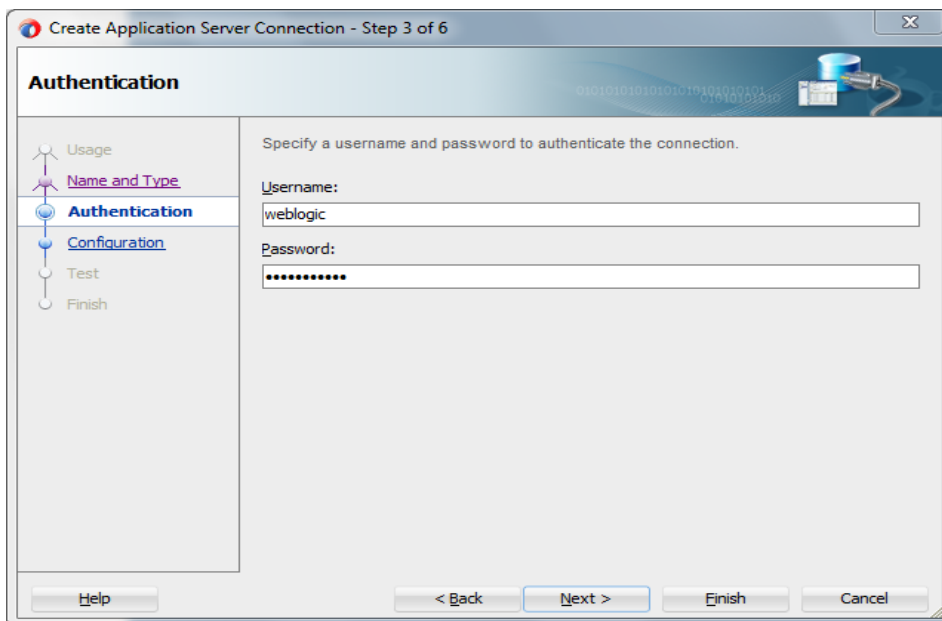 Create Application Server Connection - Step 3 of 6
Authentication
Usage
Name and Type
Authentication
Configuration
Test
Finish
Specify a username and password to authenticate the connection.
Username:
weblogic
Password:
•••••••••••
Help
< Back
Next >
Finish
Cancel